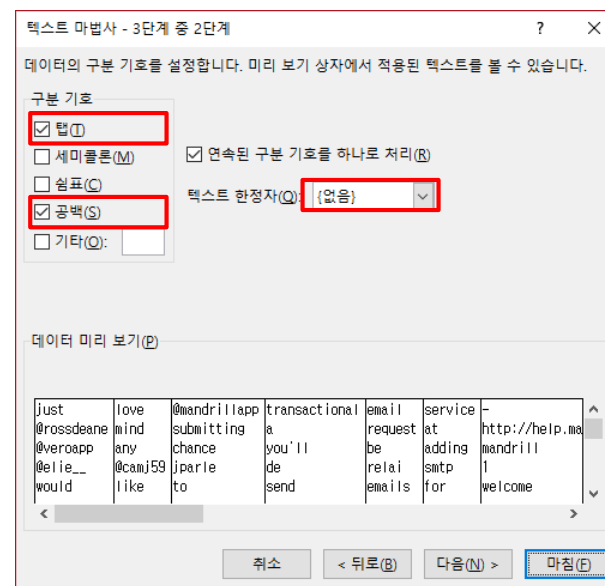 텍스트 마법사 - 3단계 중 2단계 ? ×
데이터의 구분 기호를 설정합니다. 미리 보기 상자에서 적용된 텍스트를 볼 수 있습니다.
구분 기호
탭(T)
세미콜론(M) 연속된 구분 기호를 하나로 처리(R)
쉼표(C) 텍스트 한정자(Q): {없음}
공백(S)
기타(O):
데이터 미리 보기(P)
just love @mandrillapp transactional email service -
@rossdeane mind submitting a request at http://help.ma
@veroapp any chance you'll be adding mandrill
@elie__ @camj59 jparle de relai smtp 1
would like to send emails for welcome
취소 < 뒤로(B) 다음(N) > 마침(F)